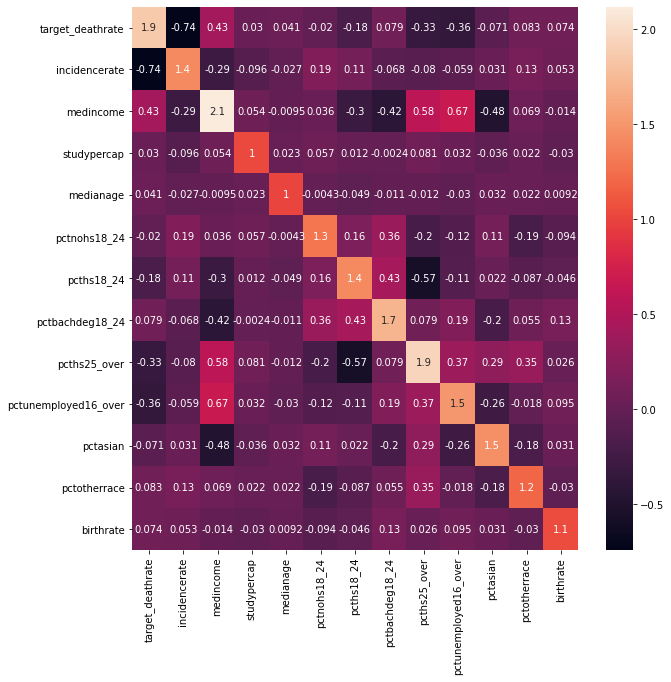 target_deathrate 1.9 -0.74 0.43 0.03 0.041 -0.02 -0.18 0.079 -0.33 -0.36 -0.071 0.083 0.074
incidencerate -0.74 1.4 -0.29 -0.096 -0.027 0.19 0.11 -0.068 -0.08 -0.059 0.031 0.13 0.053
medincome 0.43 -0.29 2.1 0.054 -0.0095 0.036 -0.3 -0.42 0.58 0.67 -0.48 0.069 -0.014
studypercap 0.03 -0.096 0.054 1 0.023 0.057 0.012 -0.0024 0.081 0.032 -0.036 0.022 -0.03
medianage 0.041 -0.027 -0.0095 0.023 1 -0.0043 -0.049 -0.011 -0.012 -0.03 0.032 0.022 0.0092
pctnohs18_24 -0.02 0.19 0.036 0.057 -0.0043 1.3 0.16 0.36 -0.2 -0.12 0.11 -0.19 -0.094
pcths18_24 -0.18 0.11 -0.3 0.012 -0.049 0.16 1.4 0.43 -0.57 -0.11 0.022 -0.087 -0.046
pctbachdeg18_24 0.079 -0.068 -0.42 -0.0024 -0.011 0.36 0.43 1.7 0.079 0.19 -0.2 0.055 0.13
pcths25_over -0.33 -0.08 0.58 0.081 -0.012 -0.2 -0.57 0.079 1.9 0.37 0.29 0.35 0.026
pctunemployed16_over -0.36 -0.059 0.67 0.032 -0.03 -0.12 -0.11 0.19 0.37 1.5 -0.26 -0.018 0.095
pctasian -0.071 0.031 -0.48 -0.036 0.032 0.11 0.022 -0.2 0.29 -0.26 1.5 -0.18 0.031
pctotherrace 0.083 0.13 0.069 0.022 0.022 -0.19 -0.087 0.055 0.35 -0.018 -0.18 1.2 -0.03
birthrate 0.074 0.053 -0.014 -0.03 0.0092 -0.094 -0.046 0.13 0.026 0.095 0.031 -0.03 1.1
target_deathrate
incidencerate
medincome
studypercap
medianage
pctnohs18_24
pcths18_24
pctbachdeg18_24
pcths25_over
pctunemployed16_over
pctasian
pctotherrace
birthrate
2.0
1.5
1.0
0.5
0.0
−0.5